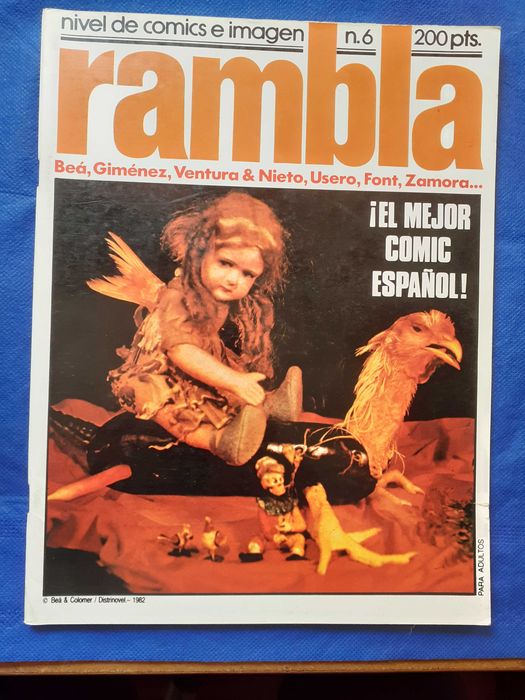 nivel de comics e imagen n.6 200 pts.
rambla
Beá, Giménez, Ventura & Nieto, Usero, Font, Zamora...
¡EL MEJOR
COMIC
ESPAÑOL!
PARA ADULTOS
© Beá & Colomer / Distrinovel.- 1982